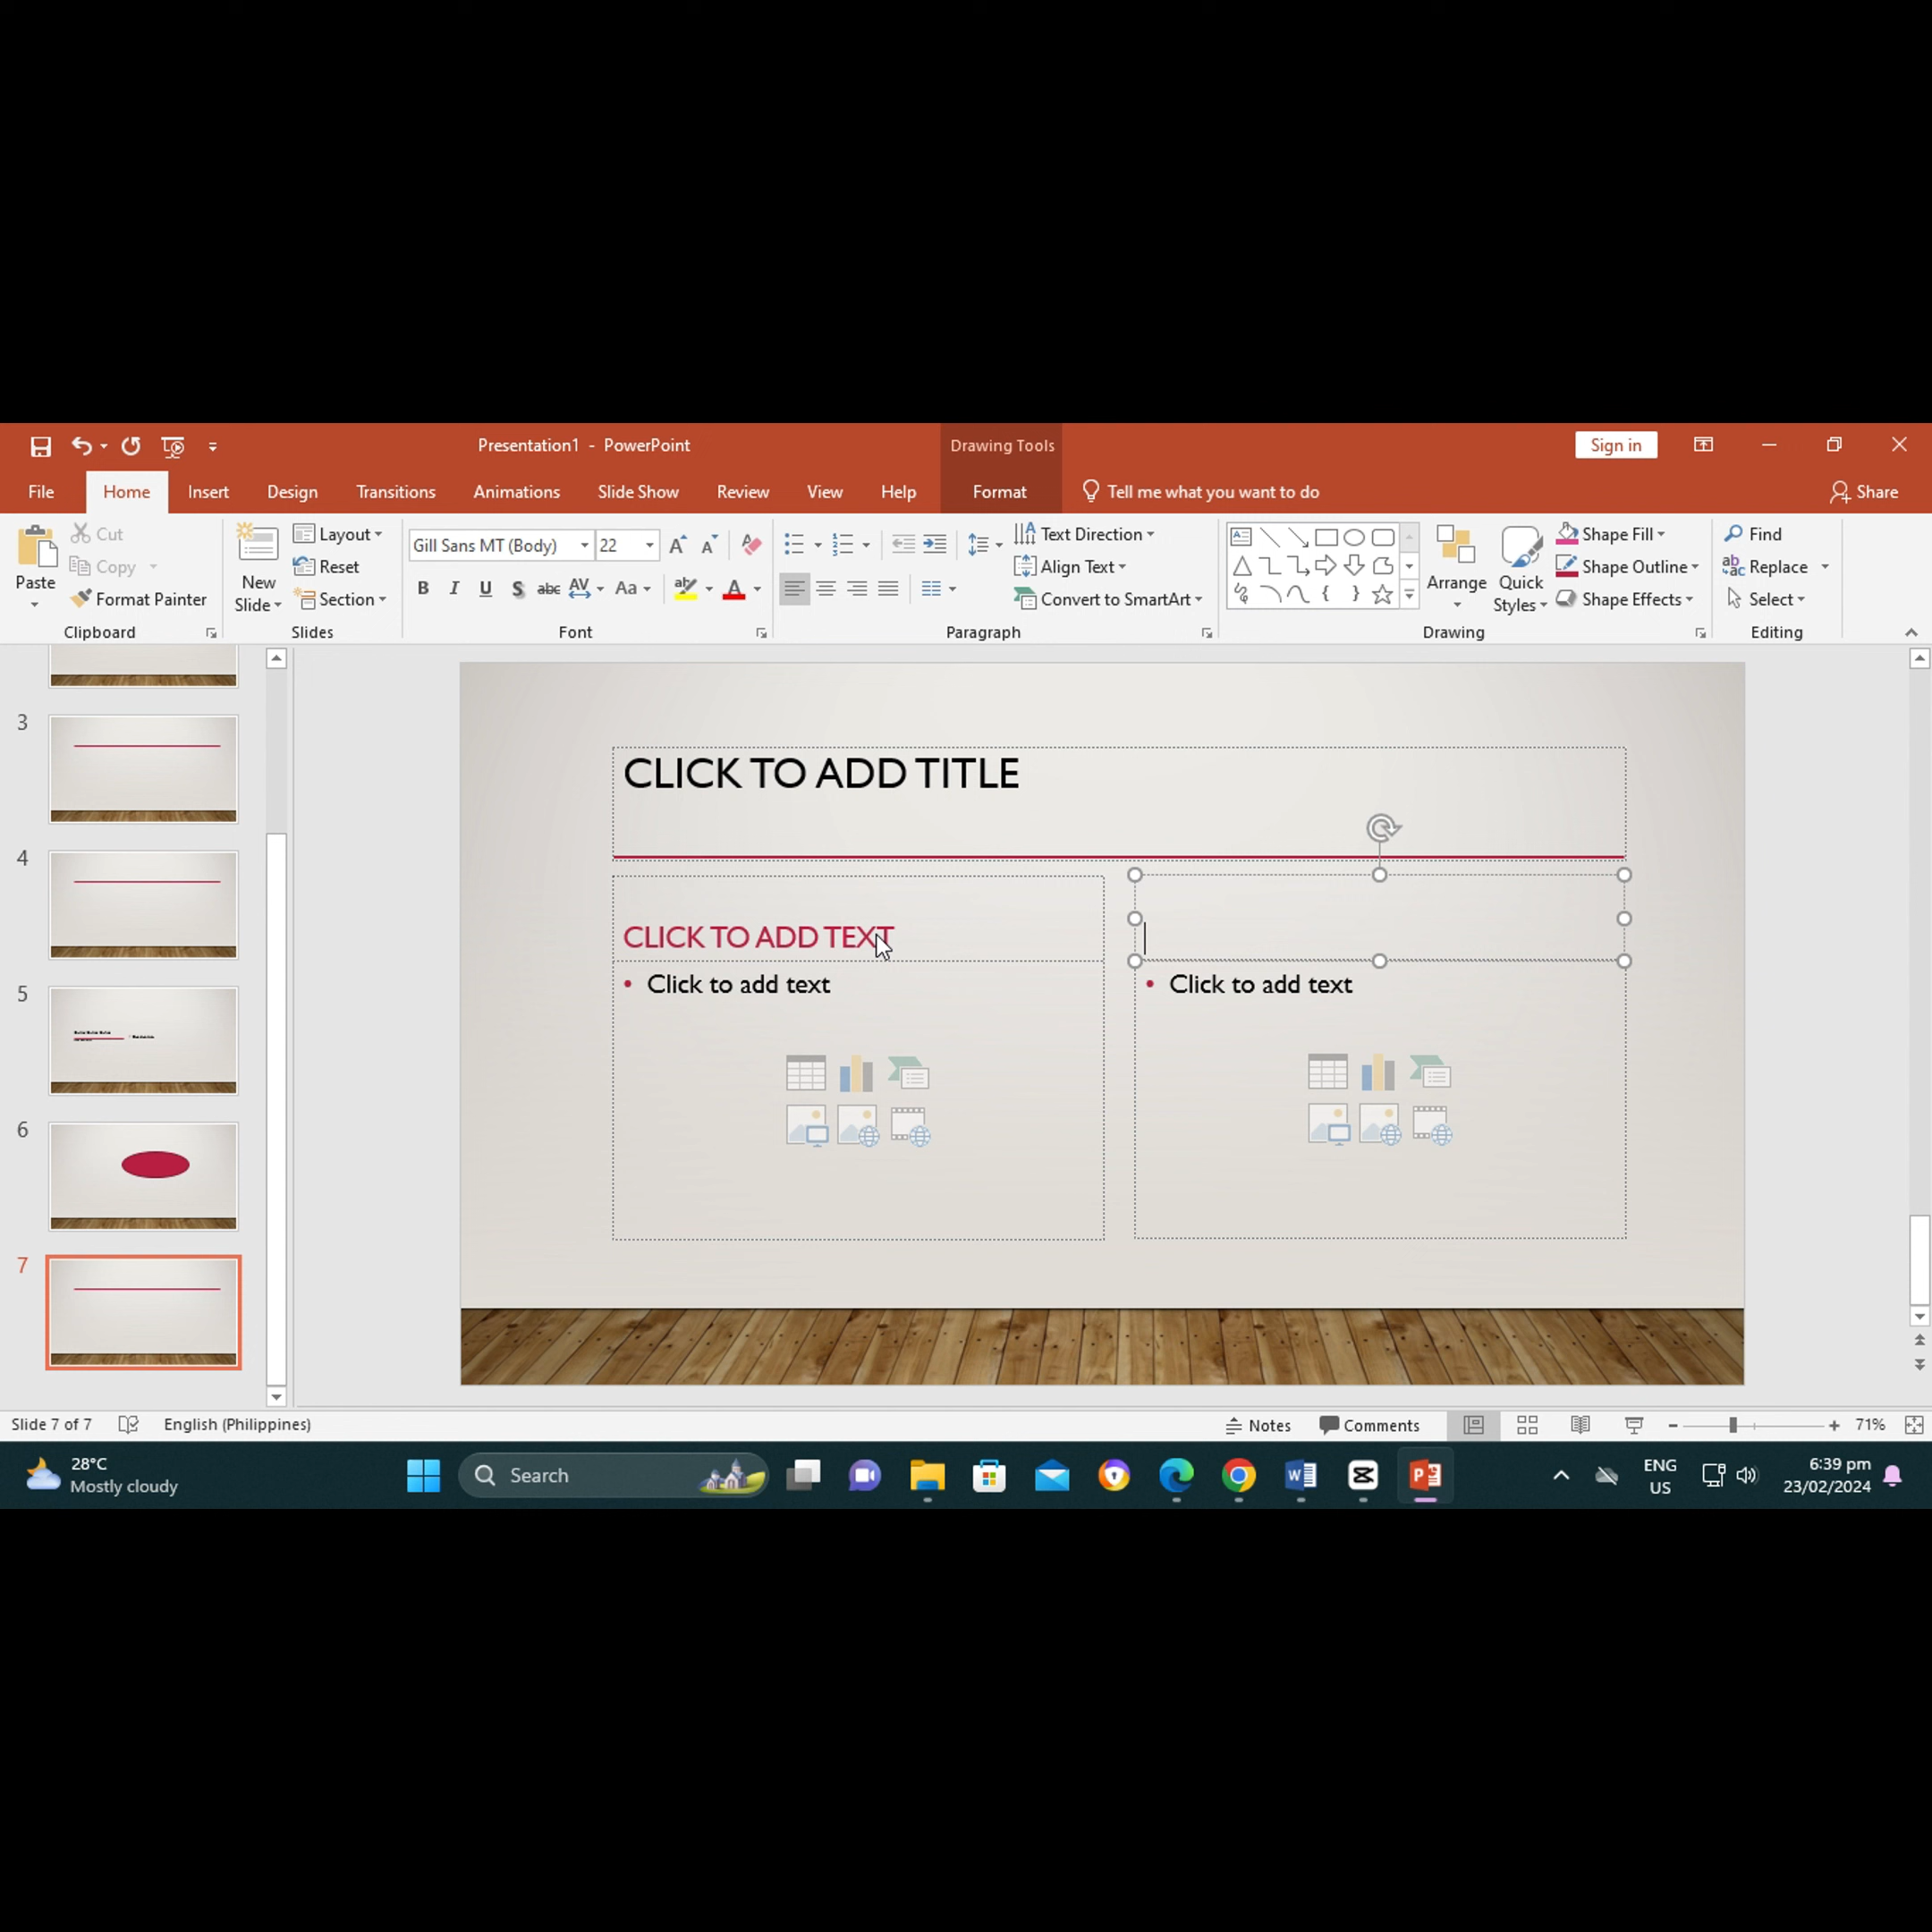 Presentation1 - PowerPoint
Drawing Tools
Sign in
File Home Insert Design Transitions Animations Slide Show Review View Help Format Tell me what you want to do Share
Paste
Cut
Copy
Format Painter
Clipboard
New
Slide
Layout
Reset
Section
Slides
Gill Sans MT (Body) 22
B I U S abc AV Aa A
Font
Text Direction
Align Text
Convert to SmartArt
Paragraph
Arrange
Quick
Styles
Shape Fill
Shape Outline
Shape Effects
Drawing
Find
Replace
Select
Editing
3
4
5
6
7
CLICK TO ADD TITLE
CLICK TO ADD TEXT
• Click to add text
• Click to add text
Slide 7 of 7 English (Philippines) Notes Comments 71%
28°C
Mostly cloudy
Search
ENG
US
6:39 pm
23/02/2024